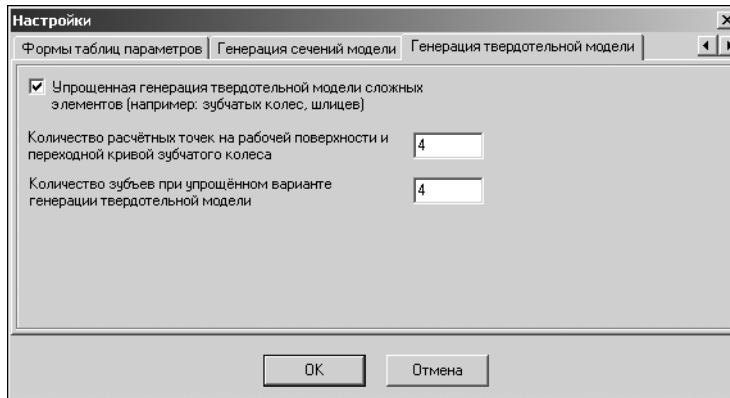 Настройки
Формы таблиц параметров
Генерация сечений модели
Генерация твердотельной модели
Упрощенная генерация твердотельной модели сложных
элементов (например: зубчатых колес, шлицев)
Количество расчётных точек на рабочей поверхности и
переходной кривой зубчатого колеса
4
Количество зубъев при упрощённом варианте
генерации твердотельной модели
4
OK
Отмена